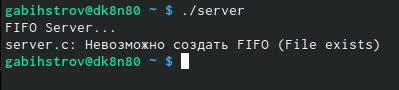 gabihstrov@dk8n80 ~ $ ./server
FIFO Server...
server.c: Невозможно создать FIFO (File exists)
gabihstrov@dk8n80 ~ $